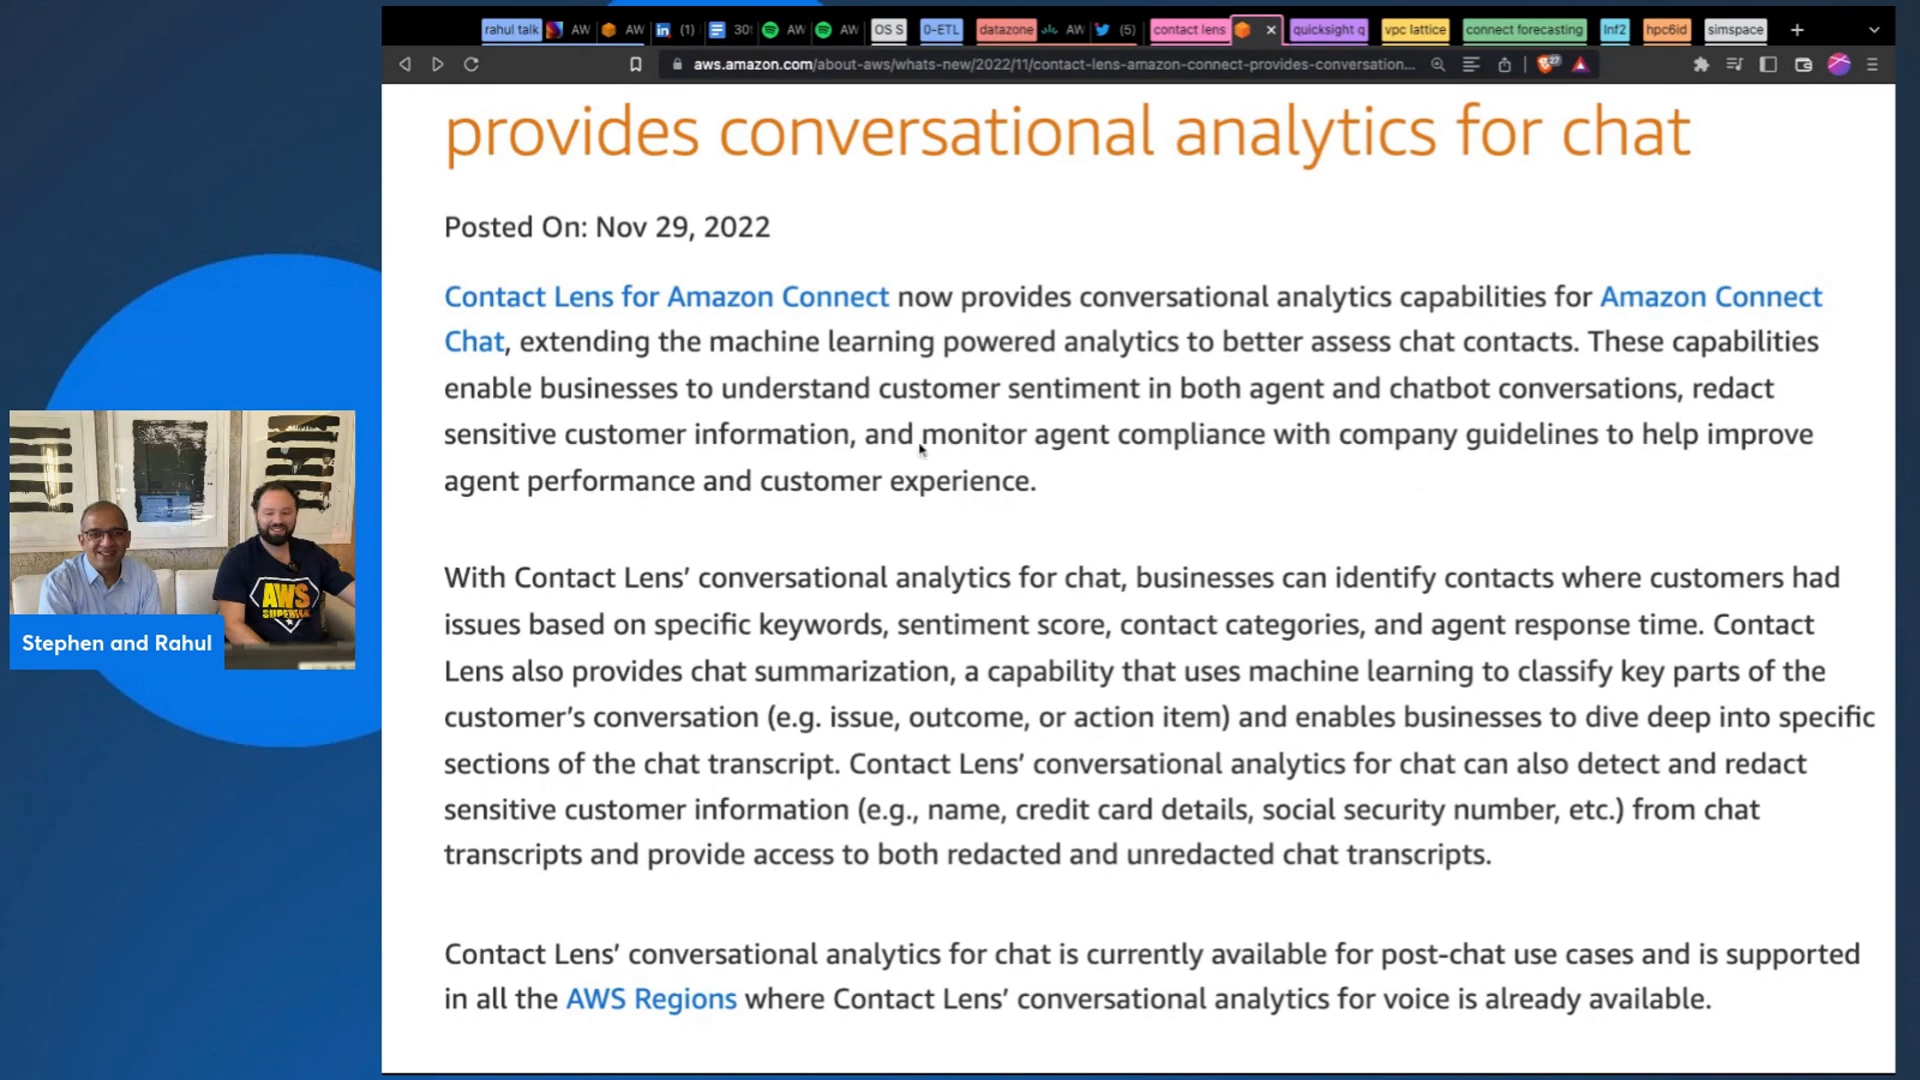 rahul talk AW AW (1) 30 AW AW OS S 0-ETL datazone AW (5) contact lens quicksight q vpc lattice connect forecasting Inf2 hpc6id simspace
aws.amazon.com/about-aws/whats-new/2022/11/contact-lens-amazon-connect-provides-conversation... 27
provides conversational analytics for chat
Posted On: Nov 29, 2022
Contact Lens for Amazon Connect now provides conversational analytics capabilities for Amazon Connect
Chat, extending the machine learning powered analytics to better assess chat contacts. These capabilities
enable businesses to understand customer sentiment in both agent and chatbot conversations, redact
sensitive customer information, and monitor agent compliance with company guidelines to help improve
agent performance and customer experience.
With Contact Lens’ conversational analytics for chat, businesses can identify contacts where customers had
issues based on specific keywords, sentiment score, contact categories, and agent response time. Contact
Lens also provides chat summarization, a capability that uses machine learning to classify key parts of the
customer’s conversation (e.g. issue, outcome, or action item) and enables businesses to dive deep into specific
sections of the chat transcript. Contact Lens’ conversational analytics for chat can also detect and redact
sensitive customer information (e.g., name, credit card details, social security number, etc.) from chat
transcripts and provide access to both redacted and unredacted chat transcripts.
Contact Lens’ conversational analytics for chat is currently available for post-chat use cases and is supported
in all the AWS Regions where Contact Lens’ conversational analytics for voice is already available.
AWS
Stephen and Rahul